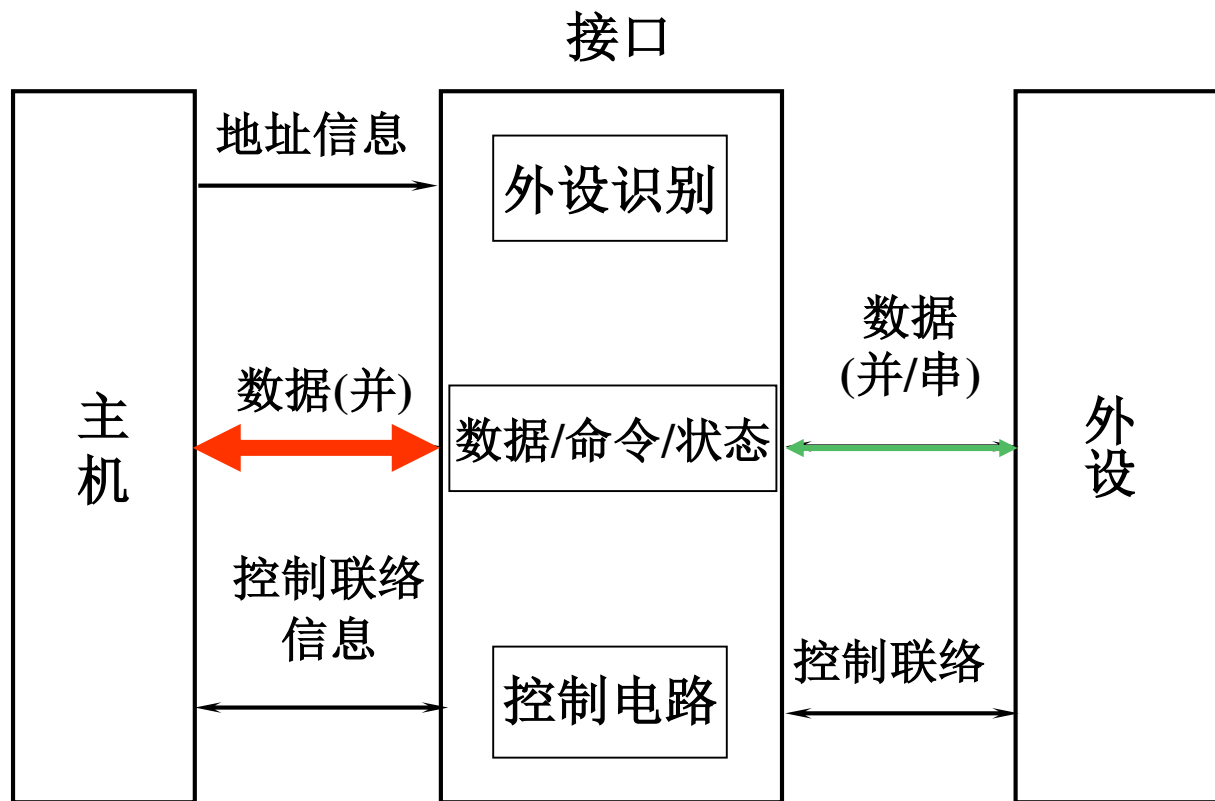 接口
地址信息
外设识别
数据
(并/串)
数据(并)
数据/命令/状态
主
机
外
设
控制联络
信息
控制电路
控制联络